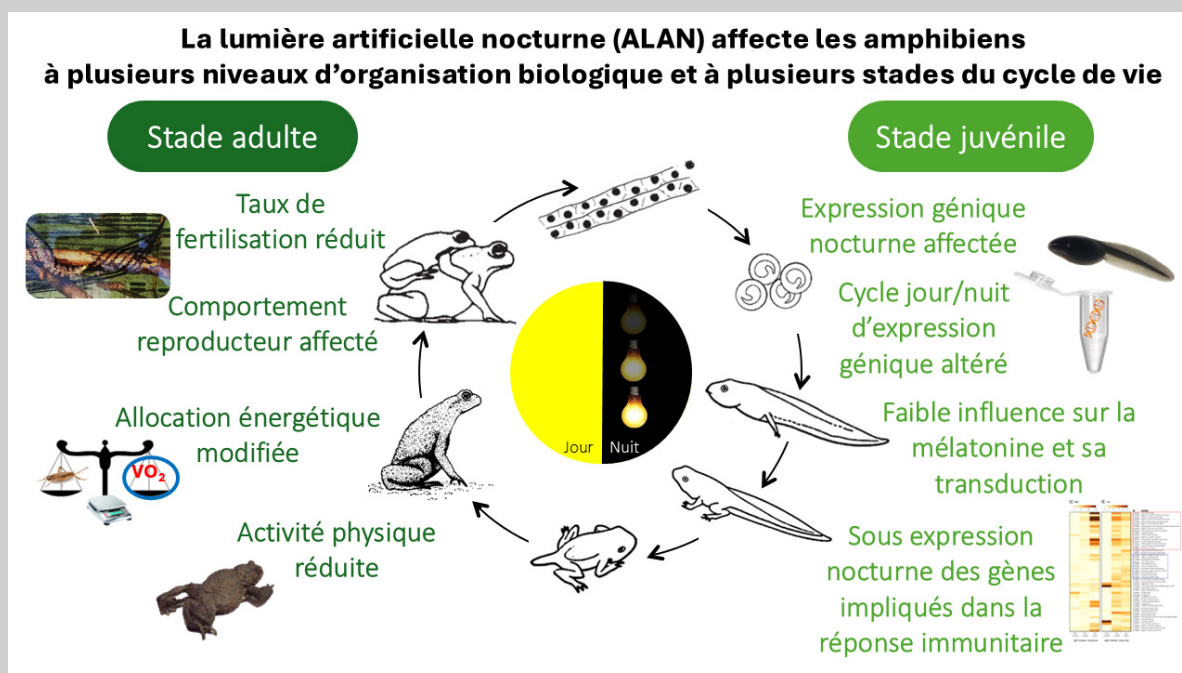 La lumière artificielle nocturne (ALAN) affecte les amphibiens
à plusieurs niveaux d’organisation biologique et à plusieurs stades du cycle de vie
Stade adulte
Taux de
fertilisation réduit
Comportement
reproducteur affecté
Allocation énergétique
modifiée
VO₂
Activité physique
réduite
Jour
Nuit
Stade juvénile
Expression génique
nocturne affectée
Cycle jour/nuit
d’expression
génique altéré
Faible influence sur la
mélatonine et sa
transduction
Sous expression
nocturne des gènes
impliqués dans la
réponse immunitaire